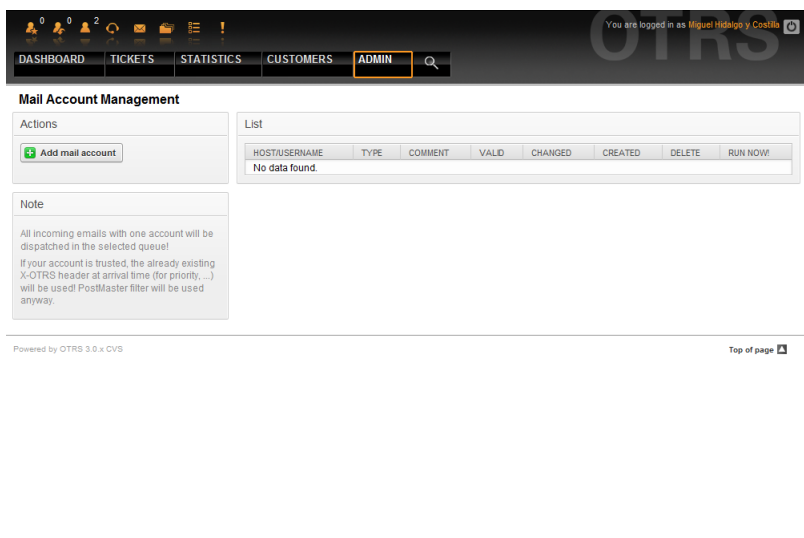 0 0 2
You are logged in as Miguel Hidalgo y Costilla
OTRS
DASHBOARD TICKETS STATISTICS CUSTOMERS ADMIN
Mail Account Management
Actions
Add mail account
List
HOST/USERNAME TYPE COMMENT VALID CHANGED CREATED DELETE RUN NOW!
No data found.
Note
All incoming emails with one account will be
dispatched in the selected queue!
If your account is trusted, the already existing
X-OTRS header at arrival time (for priority, ...)
will be used! PostMaster filter will be used
anyway.
Powered by OTRS 3.0.x CVS
Top of page